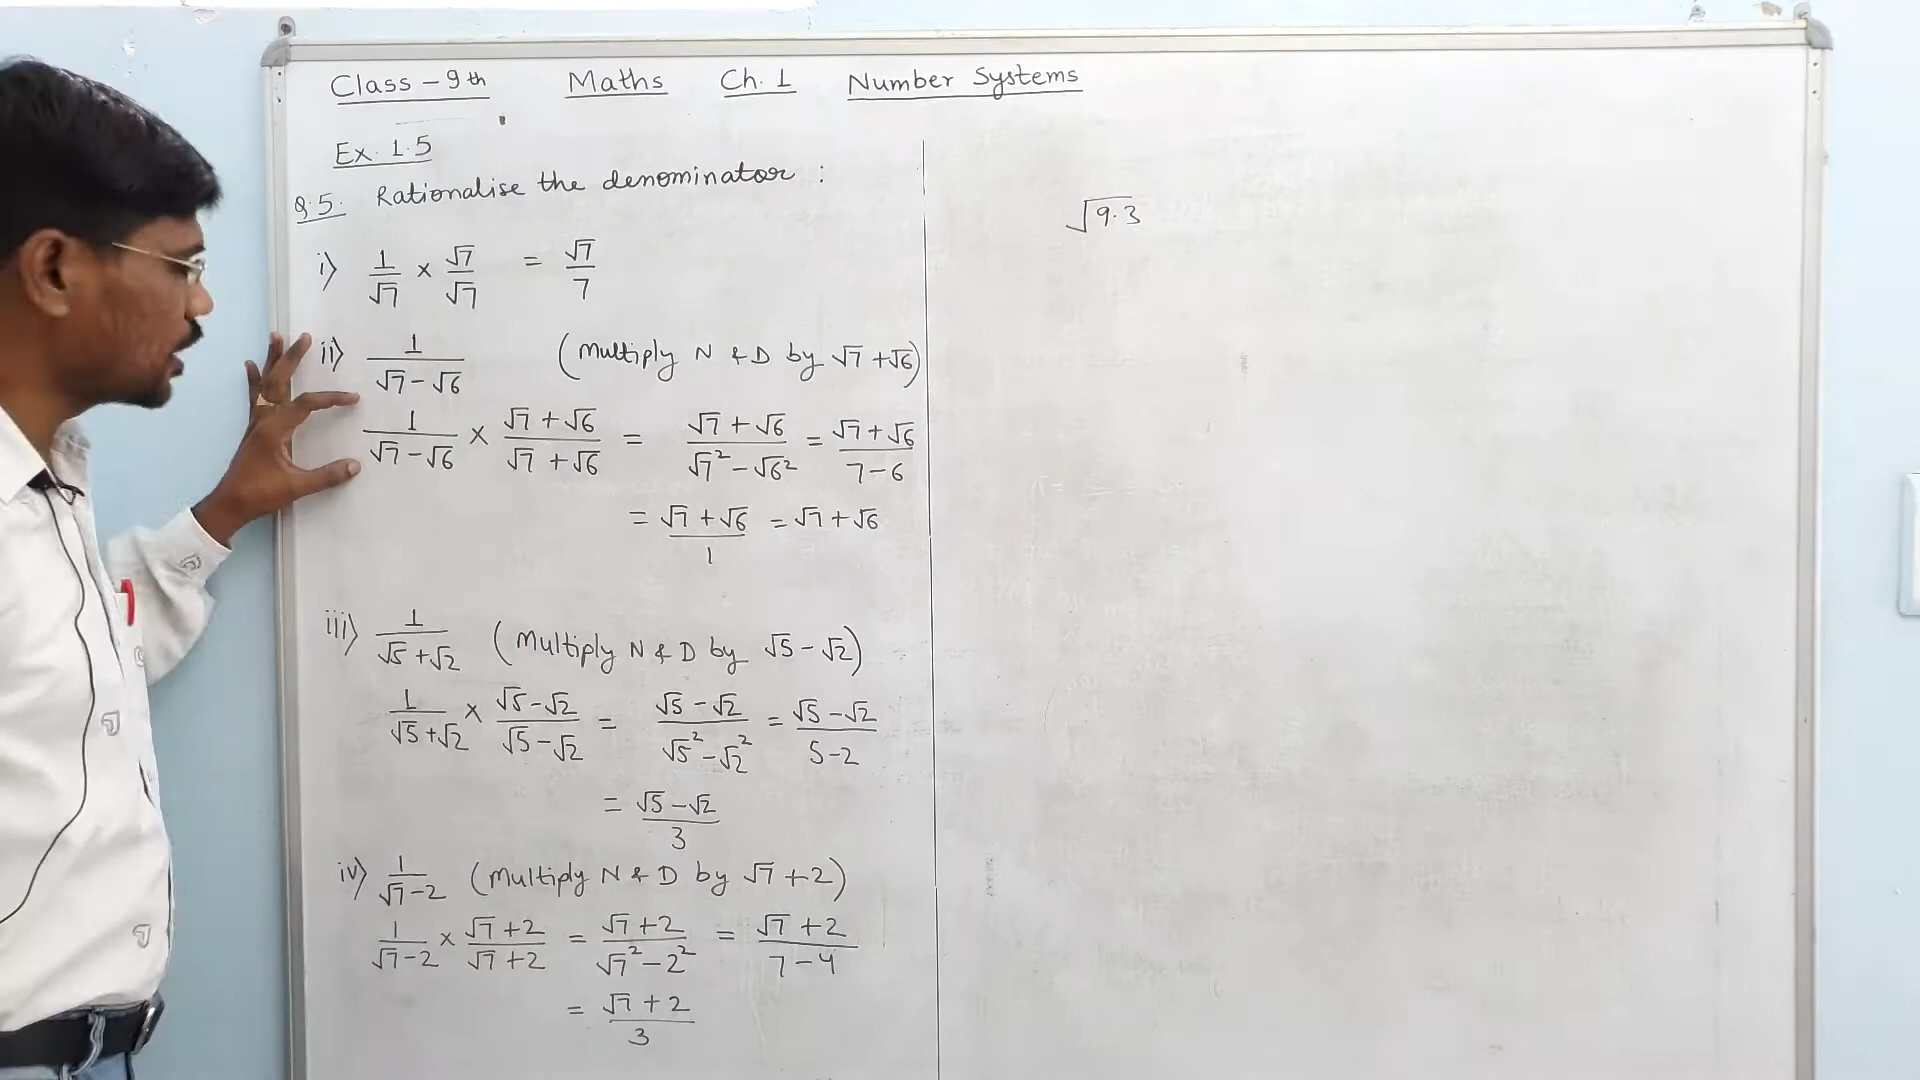 Class - 9th Maths Ch. 1 Number Systems
Ex. 1.5
Q.5. Rationalise the denominator :
i) 1/√7 × √7/√7 = √7/7
ii) 1/(√7-√6) (Multiply N & D by √7+√6)
1/(√7-√6) × (√7+√6)/(√7+√6) = (√7+√6)/(√7²-√6²) = (√7+√6)/(7-6)
= (√7+√6)/1 = √7+√6
iii) 1/(√5+√2) (Multiply N & D by √5-√2)
1/(√5+√2) × (√5-√2)/(√5-√2) = (√5-√2)/(√5²-√2²) = (√5-√2)/(5-2)
= (√5-√2)/3
iv) 1/(√7-2) (Multiply N & D by √7+2)
1/(√7-2) × (√7+2)/(√7+2) = (√7+2)/(√7²-2²) = (√7+2)/(7-4)
= (√7+2)/3
√9.3